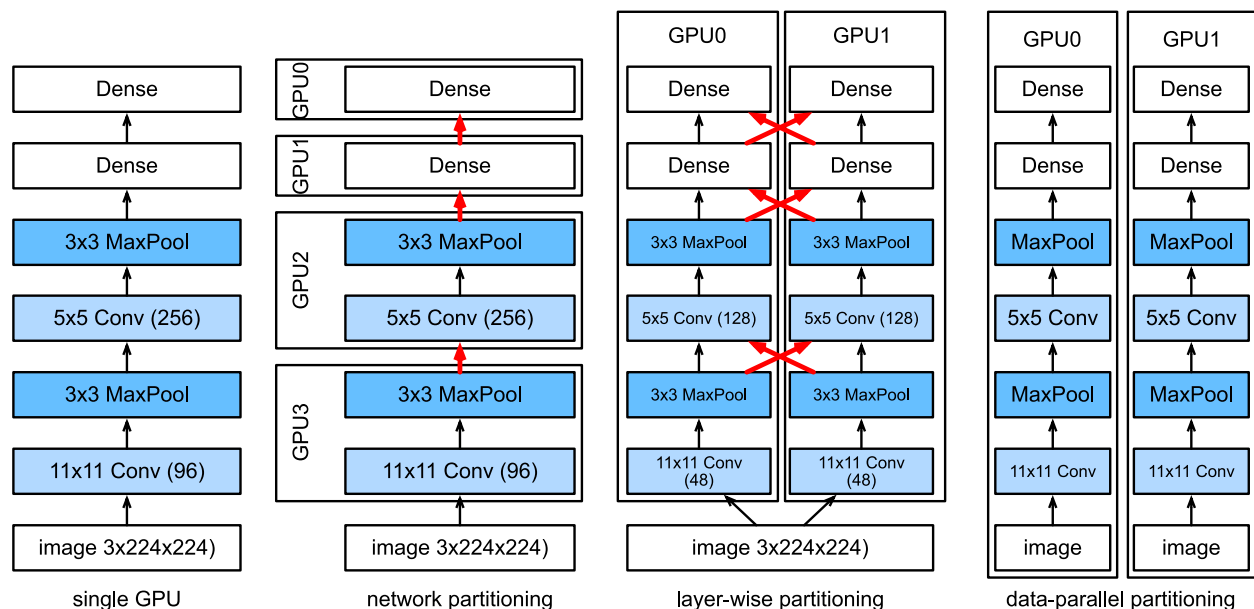 Dense
Dense
3x3 MaxPool
5x5 Conv (256)
3x3 MaxPool
11x11 Conv (96)
image 3x224x224)
single GPU
GPU0
Dense
GPU1
Dense
GPU2
3x3 MaxPool
5x5 Conv (256)
GPU3
3x3 MaxPool
11x11 Conv (96)
image 3x224x224)
network partitioning
GPU0
Dense
Dense
3x3 MaxPool
5x5 Conv (128)
3x3 MaxPool
11x11 Conv
(48)
GPU1
Dense
Dense
3x3 MaxPool
5x5 Conv (128)
3x3 MaxPool
11x11 Conv
(48)
image 3x224x224)
layer-wise partitioning
GPU0
Dense
Dense
MaxPool
5x5 Conv
MaxPool
11x11 Conv
image
GPU1
Dense
Dense
MaxPool
5x5 Conv
MaxPool
11x11 Conv
image
data-parallel partitioning